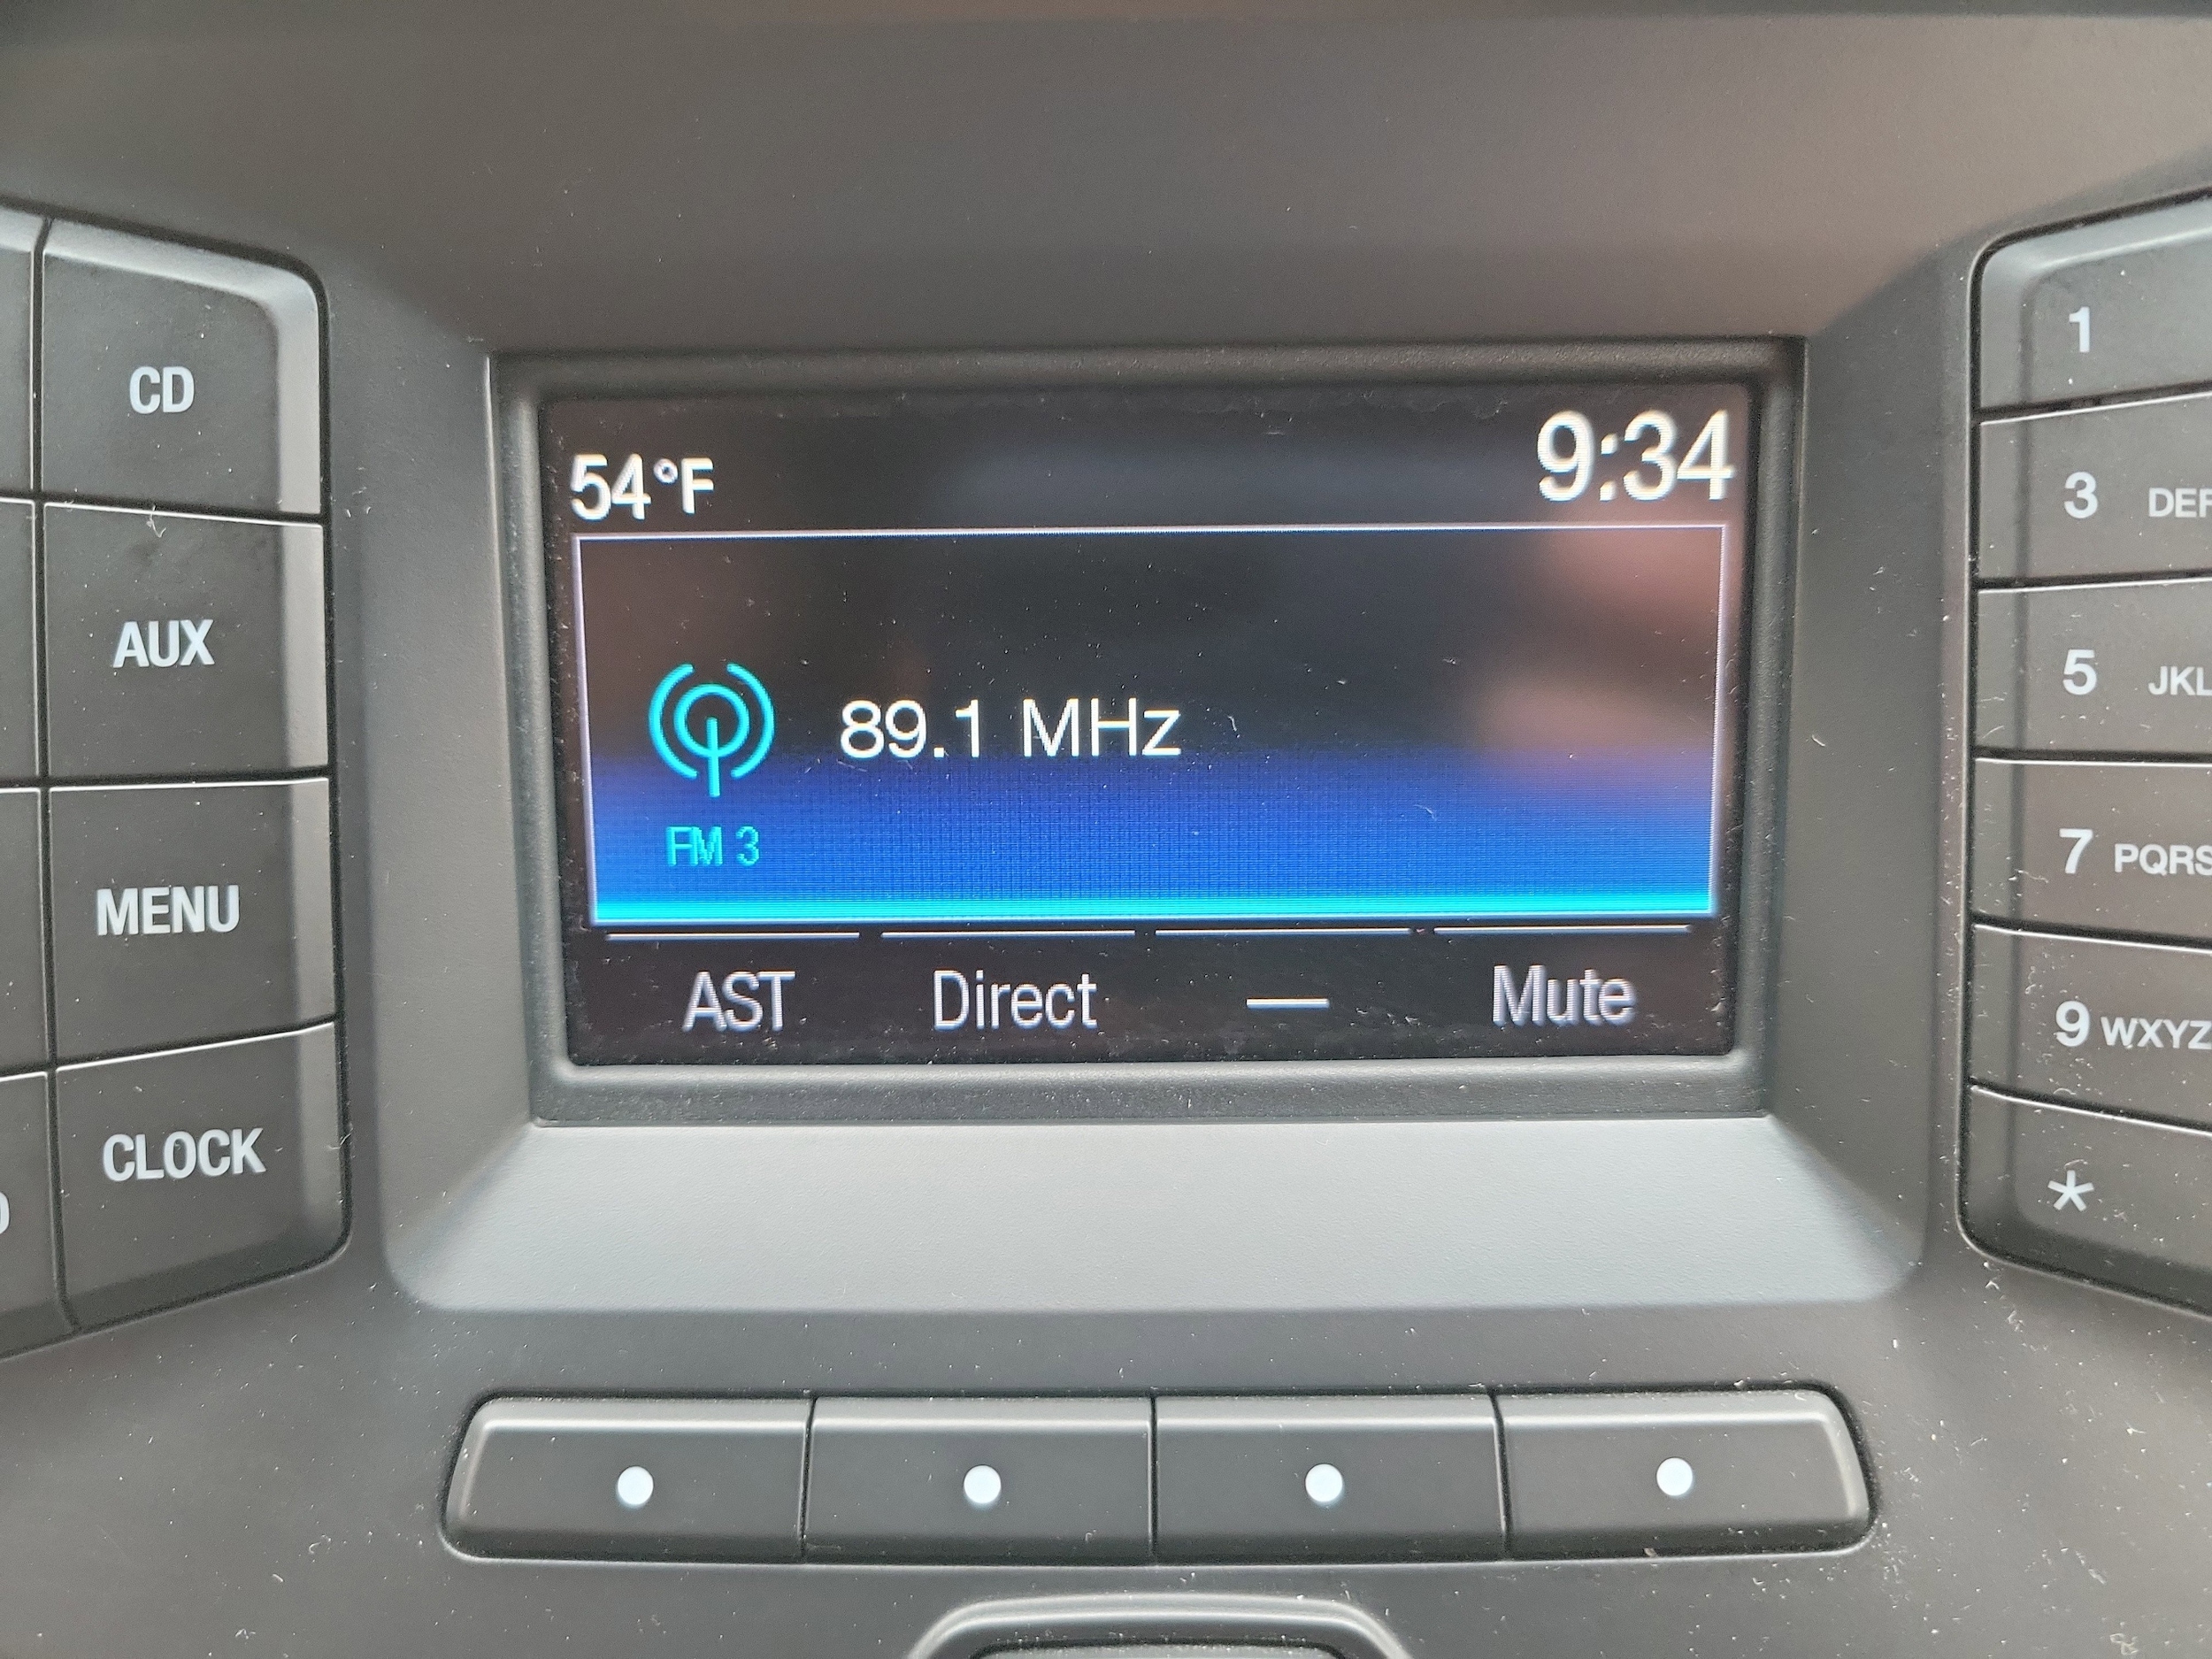 CD
AUX
MENU
CLOCK
54°F
9:34
89.1 MHz
FM 3
AST Direct — Mute
1
3 DEF
5 JKL
7 PQRS
9 WXYZ
*